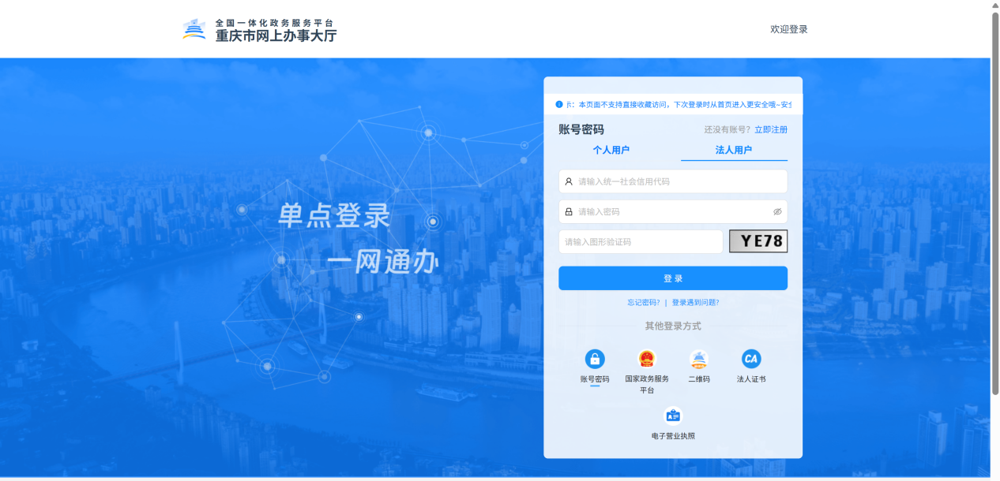 全国一体化政务服务平台
重庆市网上办事大厅
欢迎登录
单点登录
一网通办
示：本页面不支持直接收藏访问，下次登录时从首页进入更安全哦~安全
账号密码
还没有账号？立即注册
个人用户
法人用户
请输入统一社会信用代码
请输入密码
请输入图形验证码
YE78
登 录
忘记密码？ | 登录遇到问题?
其他登录方式
账号密码
国家政务服务
平台
二维码
CA
法人证书
电子营业执照